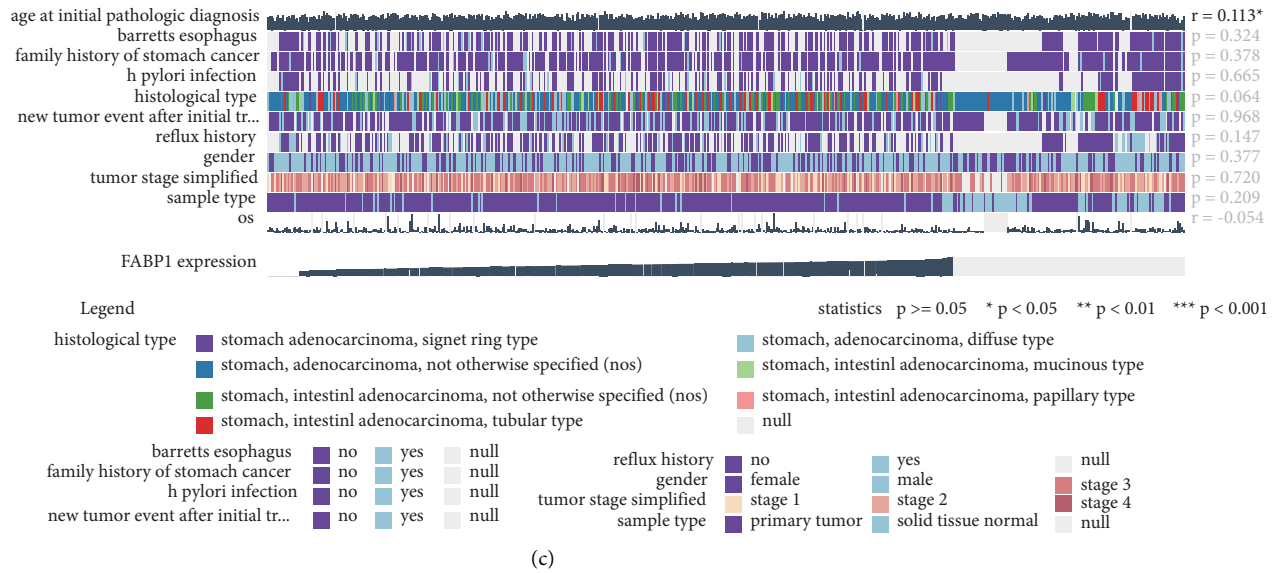 age at initial pathologic diagnosis r = 0.113*
barretts esophagus p = 0.324
family history of stomach cancer p = 0.378
h pylori infection p = 0.665
histological type p = 0.064
new tumor event after initial tr... p = 0.968
reflux history p = 0.147
gender p = 0.377
tumor stage simplified p = 0.720
sample type p = 0.209
os r = -0.054
FABP1 expression
Legend statistics p >= 0.05 * p < 0.05 ** p < 0.01 *** p < 0.001
histological type stomach adenocarcinoma, signet ring type stomach, adenocarcinoma, diffuse type
stomach, adenocarcinoma, not otherwise specified (nos) stomach, intestinl adenocarcinoma, mucinous type
stomach, intestinl adenocarcinoma, not otherwise specified (nos) stomach, intestinl adenocarcinoma, papillary type
stomach, intestinl adenocarcinoma, tubular type null
barretts esophagus no yes null
family history of stomach cancer no yes null
h pylori infection no yes null
new tumor event after initial tr... no yes null
reflux history no yes null
gender female male stage 3
tumor stage simplified stage 1 stage 2 stage 4
sample type primary tumor solid tissue normal null
(c)